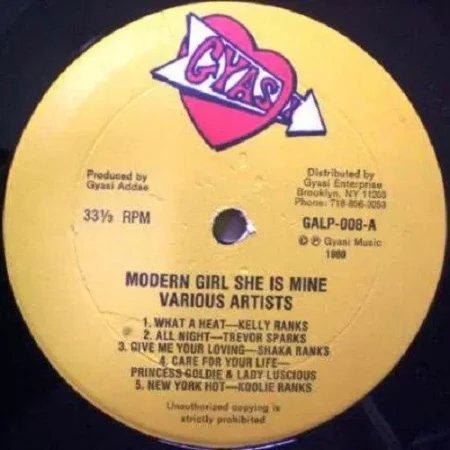 GYASI
Produced by
Gyasi Addae
33⅓ RPM
Distributed by
Gyasi Enterprise
Brooklyn, NY 11203
Phone: 718-856-3053
GALP-008-A
© ℗ Gyasi Music
MODERN GIRL SHE IS MINE
VARIOUS ARTISTS
1. WHAT A HEAT—KELLY RANKS
2. ALL NIGHT—TREVOR SPARKS
3. GIVE ME YOUR LOVING—SHAKA RANKS
4. CARE FOR YOUR LIFE—
PRINCESS GOLDIE & LADY LUSCIOUS
5. NEW YORK HOT—KOOLIE RANKS
Unauthorized copying is
strictly prohibited